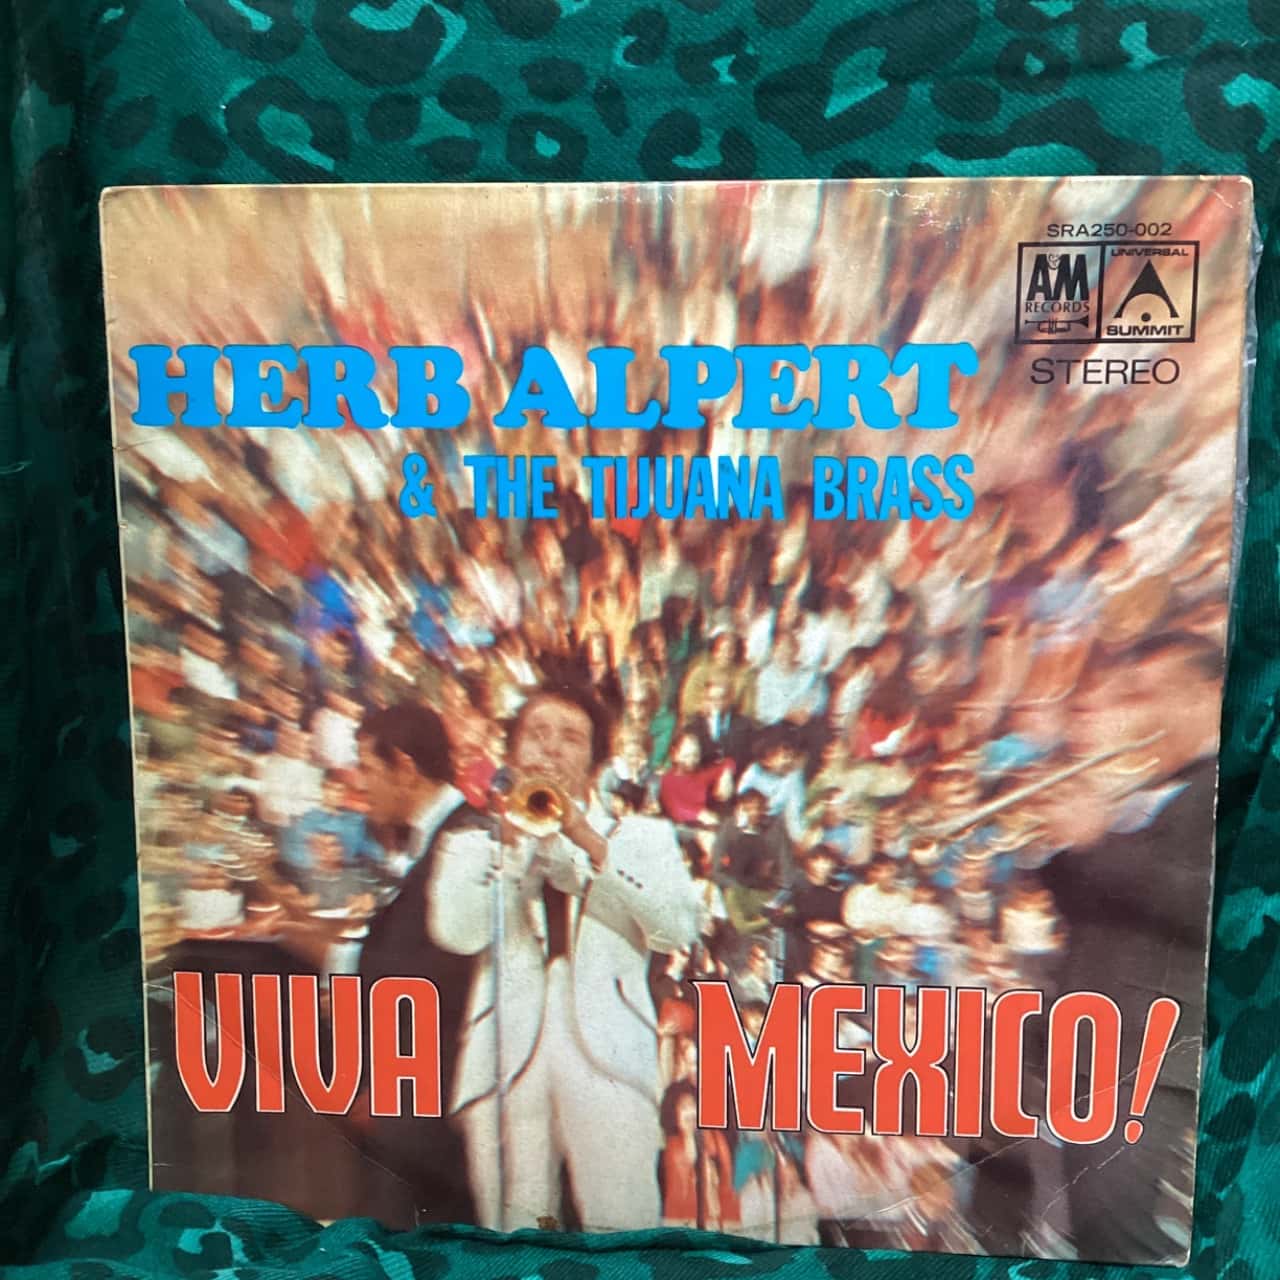 SRA250-002
A&M
RECORDS
UNIVERSAL
SUMMIT
STEREO
HERB ALPERT
& THE TIJUANA BRASS
VIVA MEXICO!